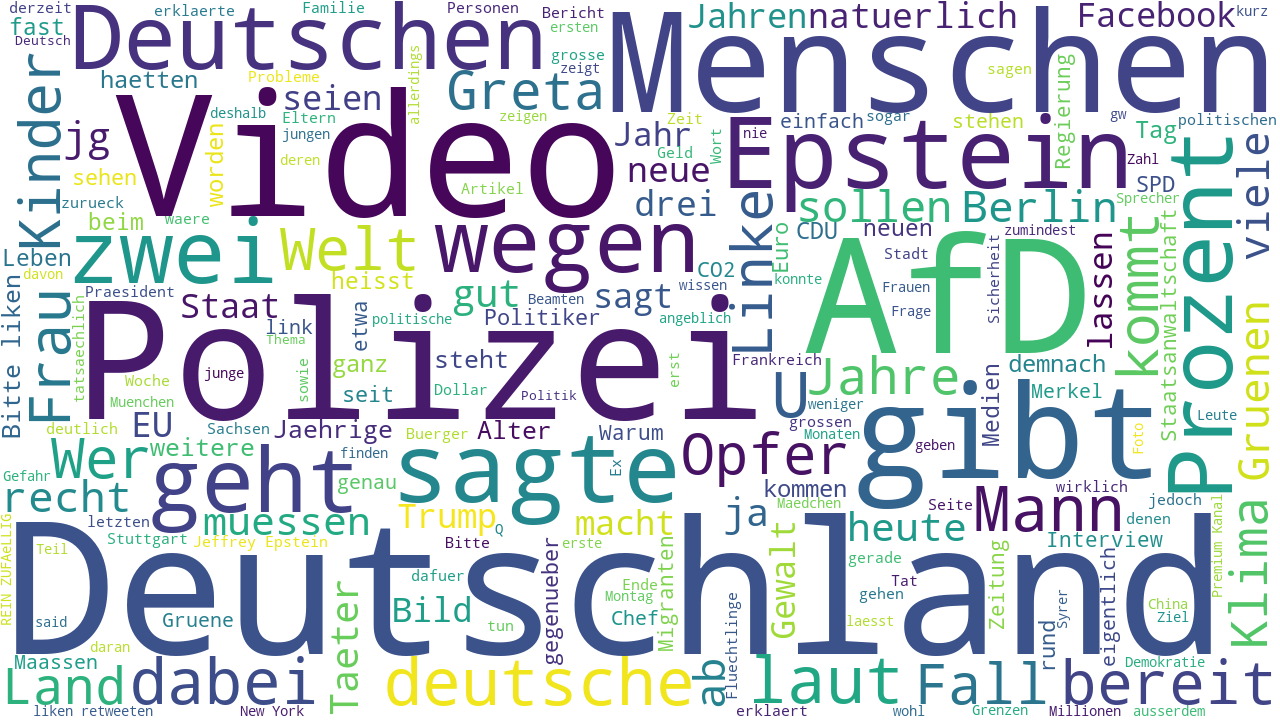 derzeit
erklaerte
Familie
Personen
Bericht
Jahren
natuerlich
Facebook
kurz
fast
Deutsch
Deutschen
ersten
Menschen
haetten
Probleme
allerdings
grosse
zeigt
sagen
Regierung
seien
Greta
Kinder
deshalb
Eltern
zeigen
Zeit
Jahr
nie
einfach
sogar
stehen
gw
Tag
politischen
jg
Video
jungen
Wort
Epstein
worden
deren
Geld
neue
Zahl
Prozent
viele
sehen
Artikel
SPD
zurueck
waere
beim
drei
Linke
sollen
Berlin
Sprecher
zwei
Welt
wegen
Euro
CDU
neuen
zumindest
kommt
Staatsanwaltschaft
Leben
davon
heisst
CO2
wissen
konnte
Stadt
Sicherheit
lassen
Praesident
Staat
gut
Beamten
sagt
AfD
Frauen
Frage
Bitte liken
Frau
tatsaechlich
Polizei
link
Thema
etwa
politische
Politiker
angeblich
Gruenen
junge
sowie
ganz
steht
erst
Frankreich
demnach
Woche
Muenchen
seit
Dollar
Politik
U
Jahre
weniger
Medien
Merkel
Leute
deutlich
EU
Sachsen
Jaehrige
Buerger
Alter
Warum
grossen
Monaten
gibt
Foto
Wer
weitere
geht
finden
sagte
Ex
Opfer
geben
Gefahr
recht
genau
kommen
wirklich
jedoch
Klima
letzten
muessen
Trump
Q
macht
ja
Maedchen
Seite
Mann
denen
Premium Kanal
REIN ZUFAeLLIG
Teil
Stuttgart
Jeffrey Epstein
Bitte
erste
Migranten
Gewalt
heute
Interview
Deutschland
gegenueber
gerade
Zeitung
eigentlich
Taeter
dafuer
Ende
Montag
Tat
gehen
Syrer
China
Ziel
said
Gruene
Bild
tun
Chef
Fluechtlinge
laesst
rund
daran
Maassen
Demokratie
Land
dabei
deutsche
ab
laut
Fall
bereit
liken retweeten
New York
erklaert
wohl
Grenzen
Millionen
ausserdem